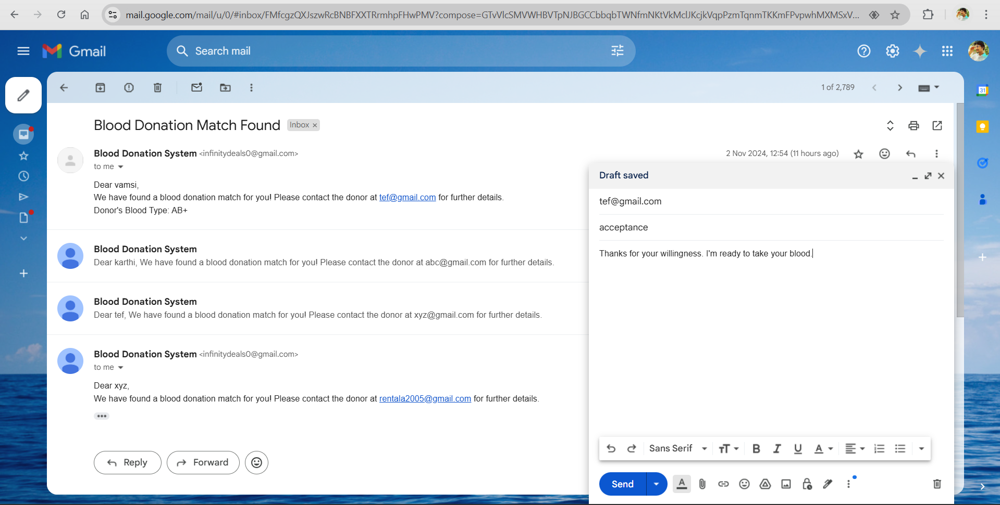 mail.google.com/mail/u/0/#inbox/FMfcgzQXJszwRcBNBFXXTRrmhpFHwPMV?compose=GTvVlcSMVWHBVTpNJBGCCbbqbTWNfmNKtVkMclJKcjkVqpPzmTqnmTKKmFPvpwhMXMSxV...
Gmail
Search mail
1 of 2,789
31
Blood Donation Match Found Inbox ×
Blood Donation System <infinitydeals0@gmail.com>
2 Nov 2024, 12:54 (11 hours ago)
to me
Dear vamsi,
We have found a blood donation match for you! Please contact the donor at tef@gmail.com for further details.
Donor's Blood Type: AB+
Blood Donation System
Dear karthi, We have found a blood donation match for you! Please contact the donor at abc@gmail.com for further details.
Blood Donation System
Dear tef, We have found a blood donation match for you! Please contact the donor at xyz@gmail.com for further details.
Blood Donation System <infinitydeals0@gmail.com>
to me
Dear xyz,
We have found a blood donation match for you! Please contact the donor at rentala2005@gmail.com for further details.
Reply
Forward
Draft saved
tef@gmail.com
acceptance
Thanks for your willingness. I'm ready to take your blood.
Sans Serif
Send